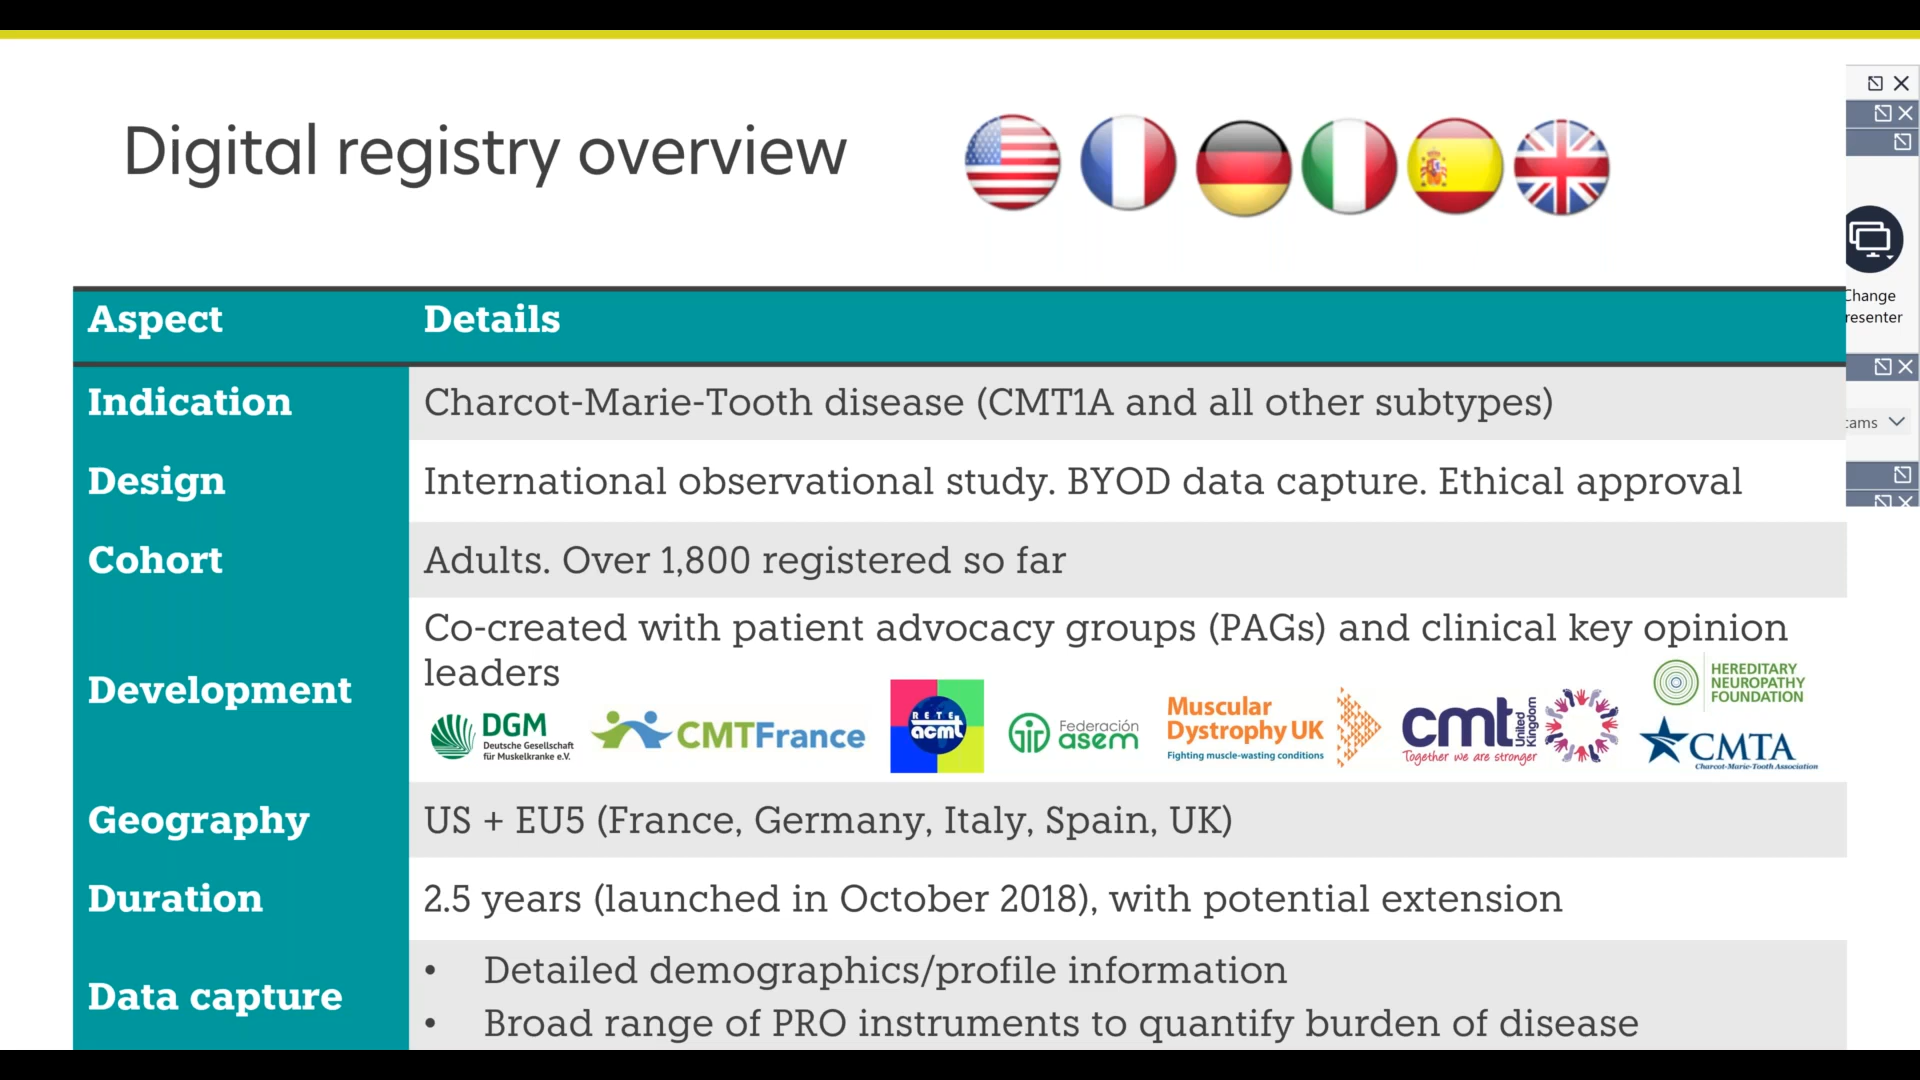 Digital registry overview
Change
resenter
Aspect Details
Indication Charcot-Marie-Tooth disease (CMT1A and all other subtypes)
cams
Design International observational study. BYOD data capture. Ethical approval
Cohort Adults. Over 1,800 registered so far
Development Co-created with patient advocacy groups (PAGs) and clinical key opinion
leaders
DGM
Deutsche Gesellschaft
für Muskelkranke e.V.
CMTFrance
RETE
acmt
Federación
asem
Muscular
Dystrophy UK
Fighting muscle-wasting conditions
cmt United Kingdom
Together we are stronger
HEREDITARY
NEUROPATHY
FOUNDATION
CMTA
Charcot-Marie-Tooth Association
Geography US + EU5 (France, Germany, Italy, Spain, UK)
Duration 2.5 years (launched in October 2018), with potential extension
Data capture • Detailed demographics/profile information
• Broad range of PRO instruments to quantify burden of disease